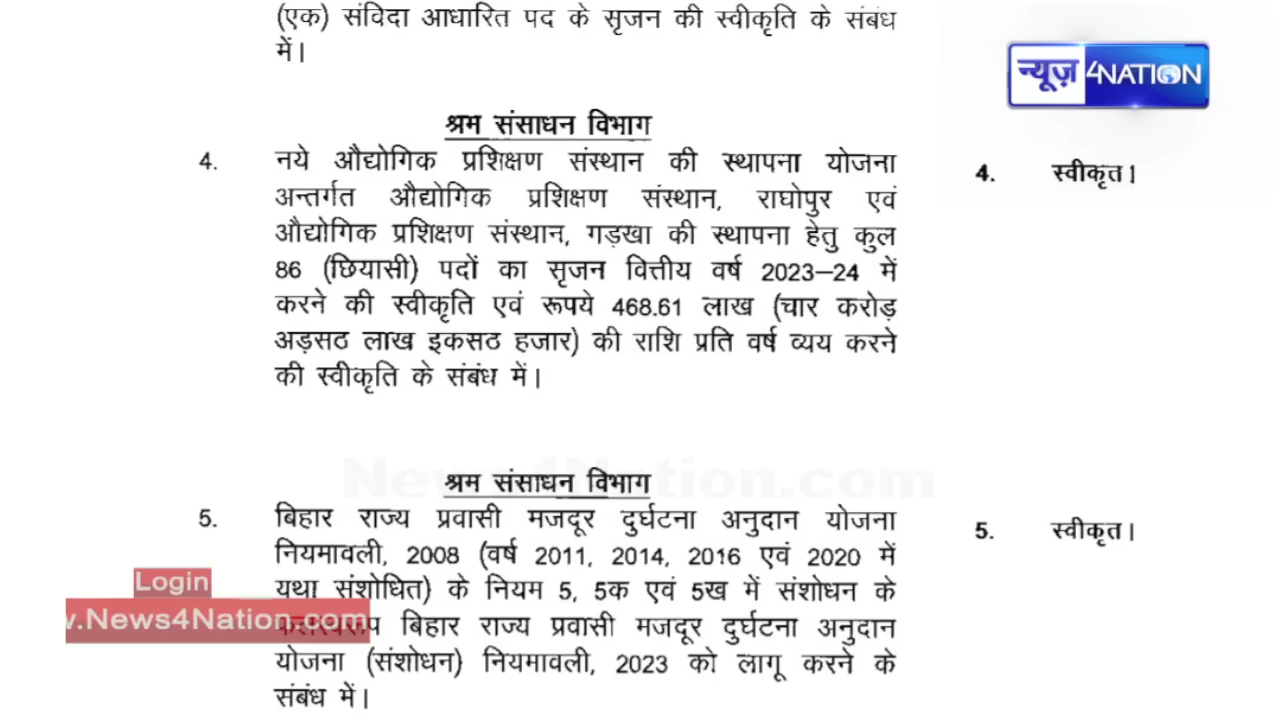 (एक) संविदा आधारित पद के सृजन की स्वीकृति के संबंध
में।
न्यूज़ 4NATION
श्रम संसाधन विभाग
4. नये औद्योगिक प्रशिक्षण संस्थान की स्थापना योजना 4. स्वीकृत।
अन्तर्गत औद्योगिक प्रशिक्षण संस्थान, राघोपुर एवं
औद्योगिक प्रशिक्षण संस्थान, गड़खा की स्थापना हेतु कुल
86 (छियासी) पदों का सृजन वित्तीय वर्ष 2023–24 में
करने की स्वीकृति एवं रूपये 468.61 लाख (चार करोड़
अड़सठ लाख इकसठ हजार) की राशि प्रति वर्ष व्यय करने
की स्वीकृति के संबंध में।
News4Nation.com
श्रम संसाधन विभाग
5. बिहार राज्य प्रवासी मजदूर दुर्घटना अनुदान योजना 5. स्वीकृत।
नियमावली, 2008 (वर्ष 2011, 2014, 2016 एवं 2020 में
यथा संशोधित) के नियम 5, 5क एवं 5ख में संशोधन के
बिहार राज्य प्रवासी मजदूर दुर्घटना अनुदान
योजना (संशोधन) नियमावली, 2023 को लागू करने के
संबंध में।
Login
.News4Nation.com